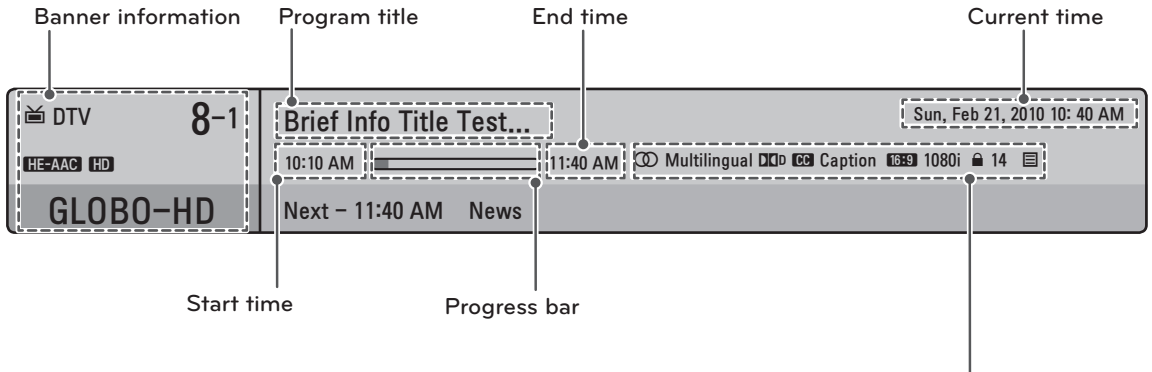 Banner information Program title End time Current time
DTV 8-1 Brief Info Title Test... Sun, Feb 21, 2010 10: 40 AM
HE-AAC HD 10:10 AM 11:40 AM Multilingual DD D CC Caption 16:9 1080i 14
GLOBO-HD Next - 11:40 AM News
Start time Progress bar